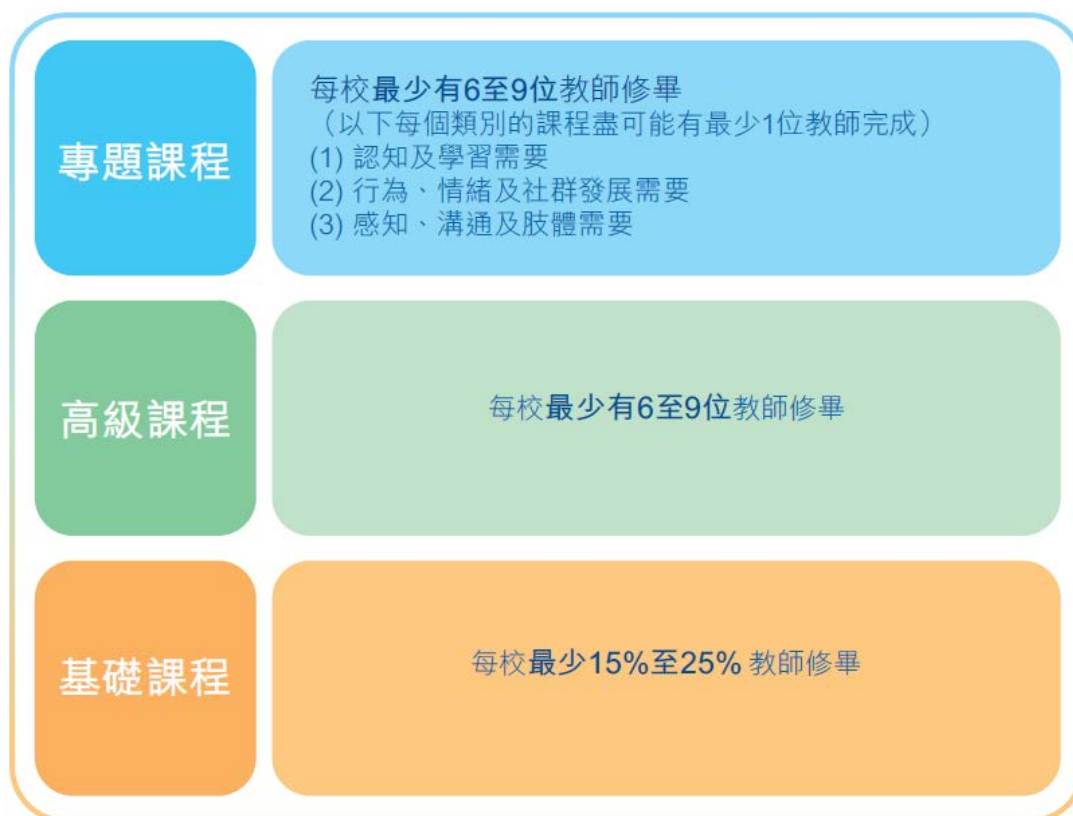 專題課程
每校最少有6至9位教師修畢
（以下每個類別的課程盡可能有最少1位教師完成）
(1) 認知及學習需要
(2) 行為、情緒及社群發展需要
(3) 感知、溝通及肢體需要
高級課程
每校最少有6至9位教師修畢
基礎課程
每校最少15%至25% 教師修畢